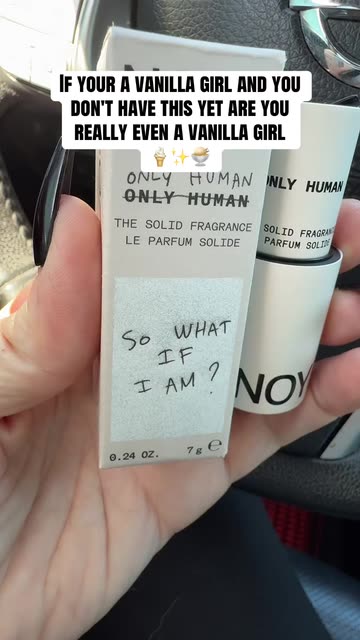 IF YOUR A VANILLA GIRL AND YOU
DON'T HAVE THIS YET ARE YOU
REALLY EVEN A VANILLA GIRL
🍦✨🍨
ONLY HUMAN
ONLY HUMAN
THE SOLID FRAGRANCE
LE PARFUM SOLIDE
SO WHAT
IF
I AM?
0.24 OZ. 7g ℮
ONLY HUMAN
SOLID FRAGRAN
PARFUM SOLIDE
NOY